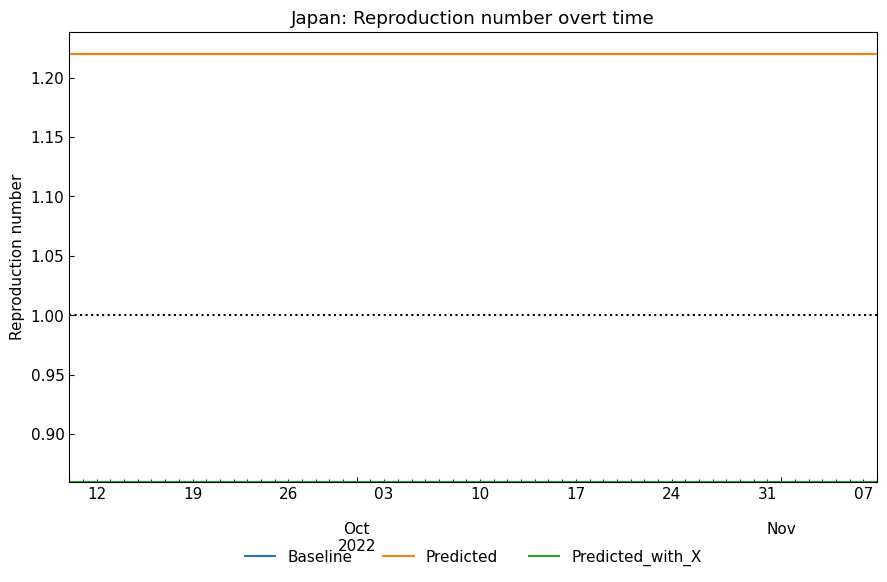 Japan: Reproduction number overt time
Reproduction number
1.20
1.15
1.10
1.05
1.00
0.95
0.90
12 19 26 03 10 17 24 31 07
Oct Nov
2022
Baseline Predicted Predicted_with_X